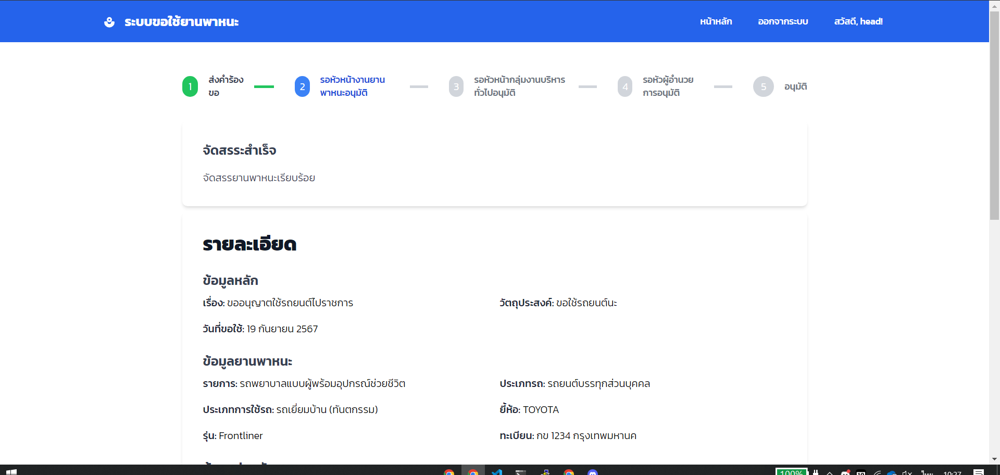 ระบบขอใช้ยานพาหนะ
หน้าหลัก ออกจากระบบ สวัสดี, head!
1 ส่งคำร้อง
ขอ
2 รอหัวหน้างานยาน
พาหนะอนุมัติ
3 รอหัวหน้ากลุ่มงานบริหาร
ทั่วไปอนุมัติ
4 รอหัวผู้อำนวย
การอนุมัติ
5 อนุมัติ
จัดสรระสำเร็จ
จัดสรรยานพาหนะเรียบร้อย
รายละเอียด
ข้อมูลหลัก
เรื่อง: ขออนุญาตใช้รถยนต์ไปราชการ
วัตถุประสงค์: ขอใช้รถยนต์นะ
วันที่ขอใช้: 19 กันยายน 2567
ข้อมูลยานพาหนะ
รายการ: รถพยาบาลแบบผู้พร้อมอุปกรณ์ช่วยชีวิต
ประเภทรถ: รถยนต์บรรทุกส่วนบุคคล
ประเภทการใช้รถ: รถเยี่ยมบ้าน (ทันตกรรม)
ยี้ห้อ: TOYOTA
รุ่น: Frontliner
ทะเบียน: กข 1234 กรุงเทพมหานค
100%
ไทย
10:27